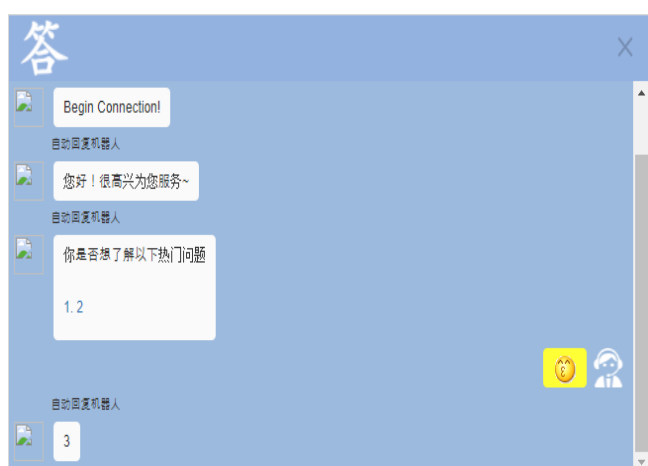 答
X
Begin Connection!
自动回复机器人
您好！很高兴为您服务~
自动回复机器人
你是否想了解以下热门问题
1. 2
自动回复机器人
3